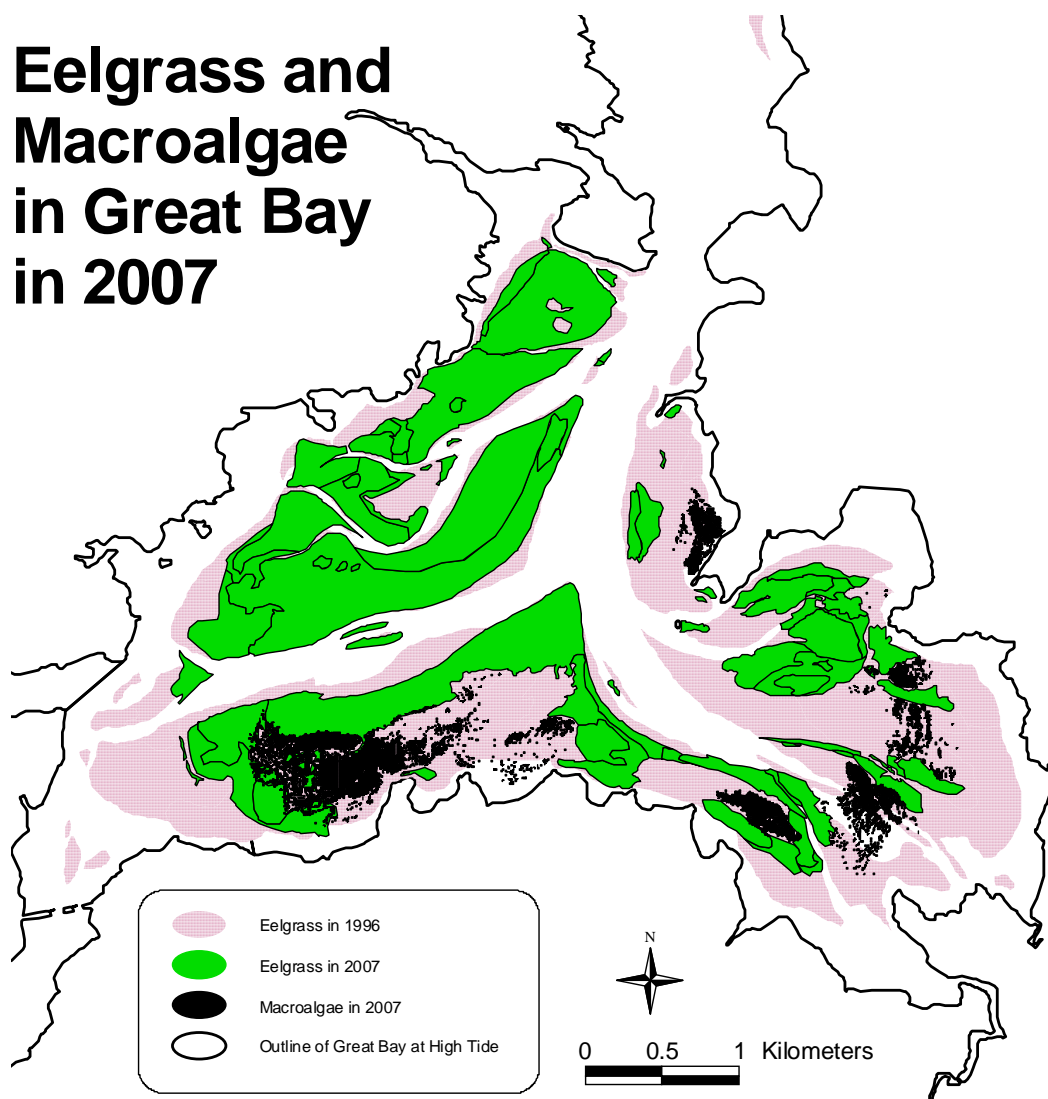 Eelgrass and
Macroalgae
in Great Bay
in 2007
Eelgrass in 1996
Eelgrass in 2007
Macroalgae in 2007
Outline of Great Bay at High Tide
N
0 0.5 1 Kilometers